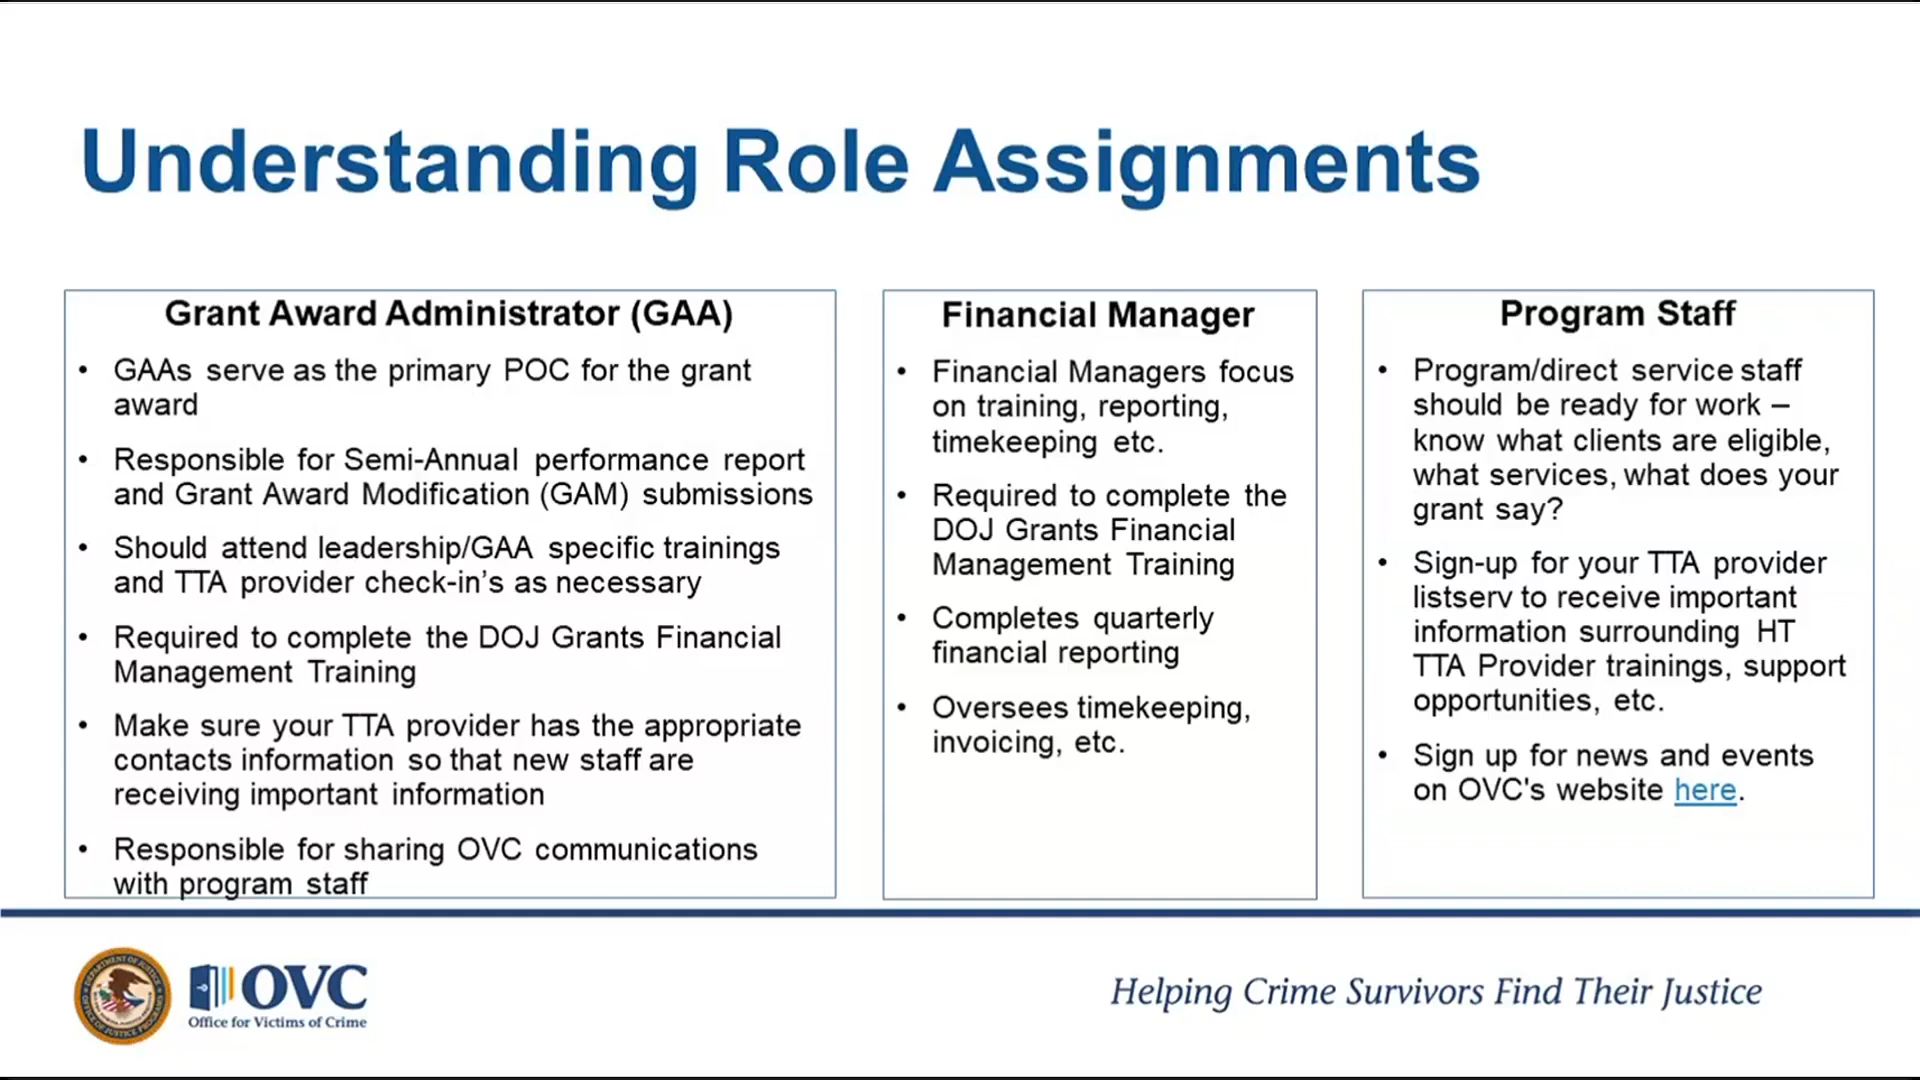 Understanding Role Assignments
Grant Award Administrator (GAA)
• GAAs serve as the primary POC for the grant
award
• Responsible for Semi-Annual performance report
and Grant Award Modification (GAM) submissions
• Should attend leadership/GAA specific trainings
and TTA provider check-in’s as necessary
• Required to complete the DOJ Grants Financial
Management Training
• Make sure your TTA provider has the appropriate
contacts information so that new staff are
receiving important information
• Responsible for sharing OVC communications
with program staff
Financial Manager
• Financial Managers focus
on training, reporting,
timekeeping etc.
• Required to complete the
DOJ Grants Financial
Management Training
• Completes quarterly
financial reporting
• Oversees timekeeping,
invoicing, etc.
Program Staff
• Program/direct service staff
should be ready for work –
know what clients are eligible,
what services, what does your
grant say?
• Sign-up for your TTA provider
listserv to receive important
information surrounding HT
TTA Provider trainings, support
opportunities, etc.
• Sign up for news and events
on OVC's website here.
OVC
Office for Victims of Crime
Helping Crime Survivors Find Their Justice